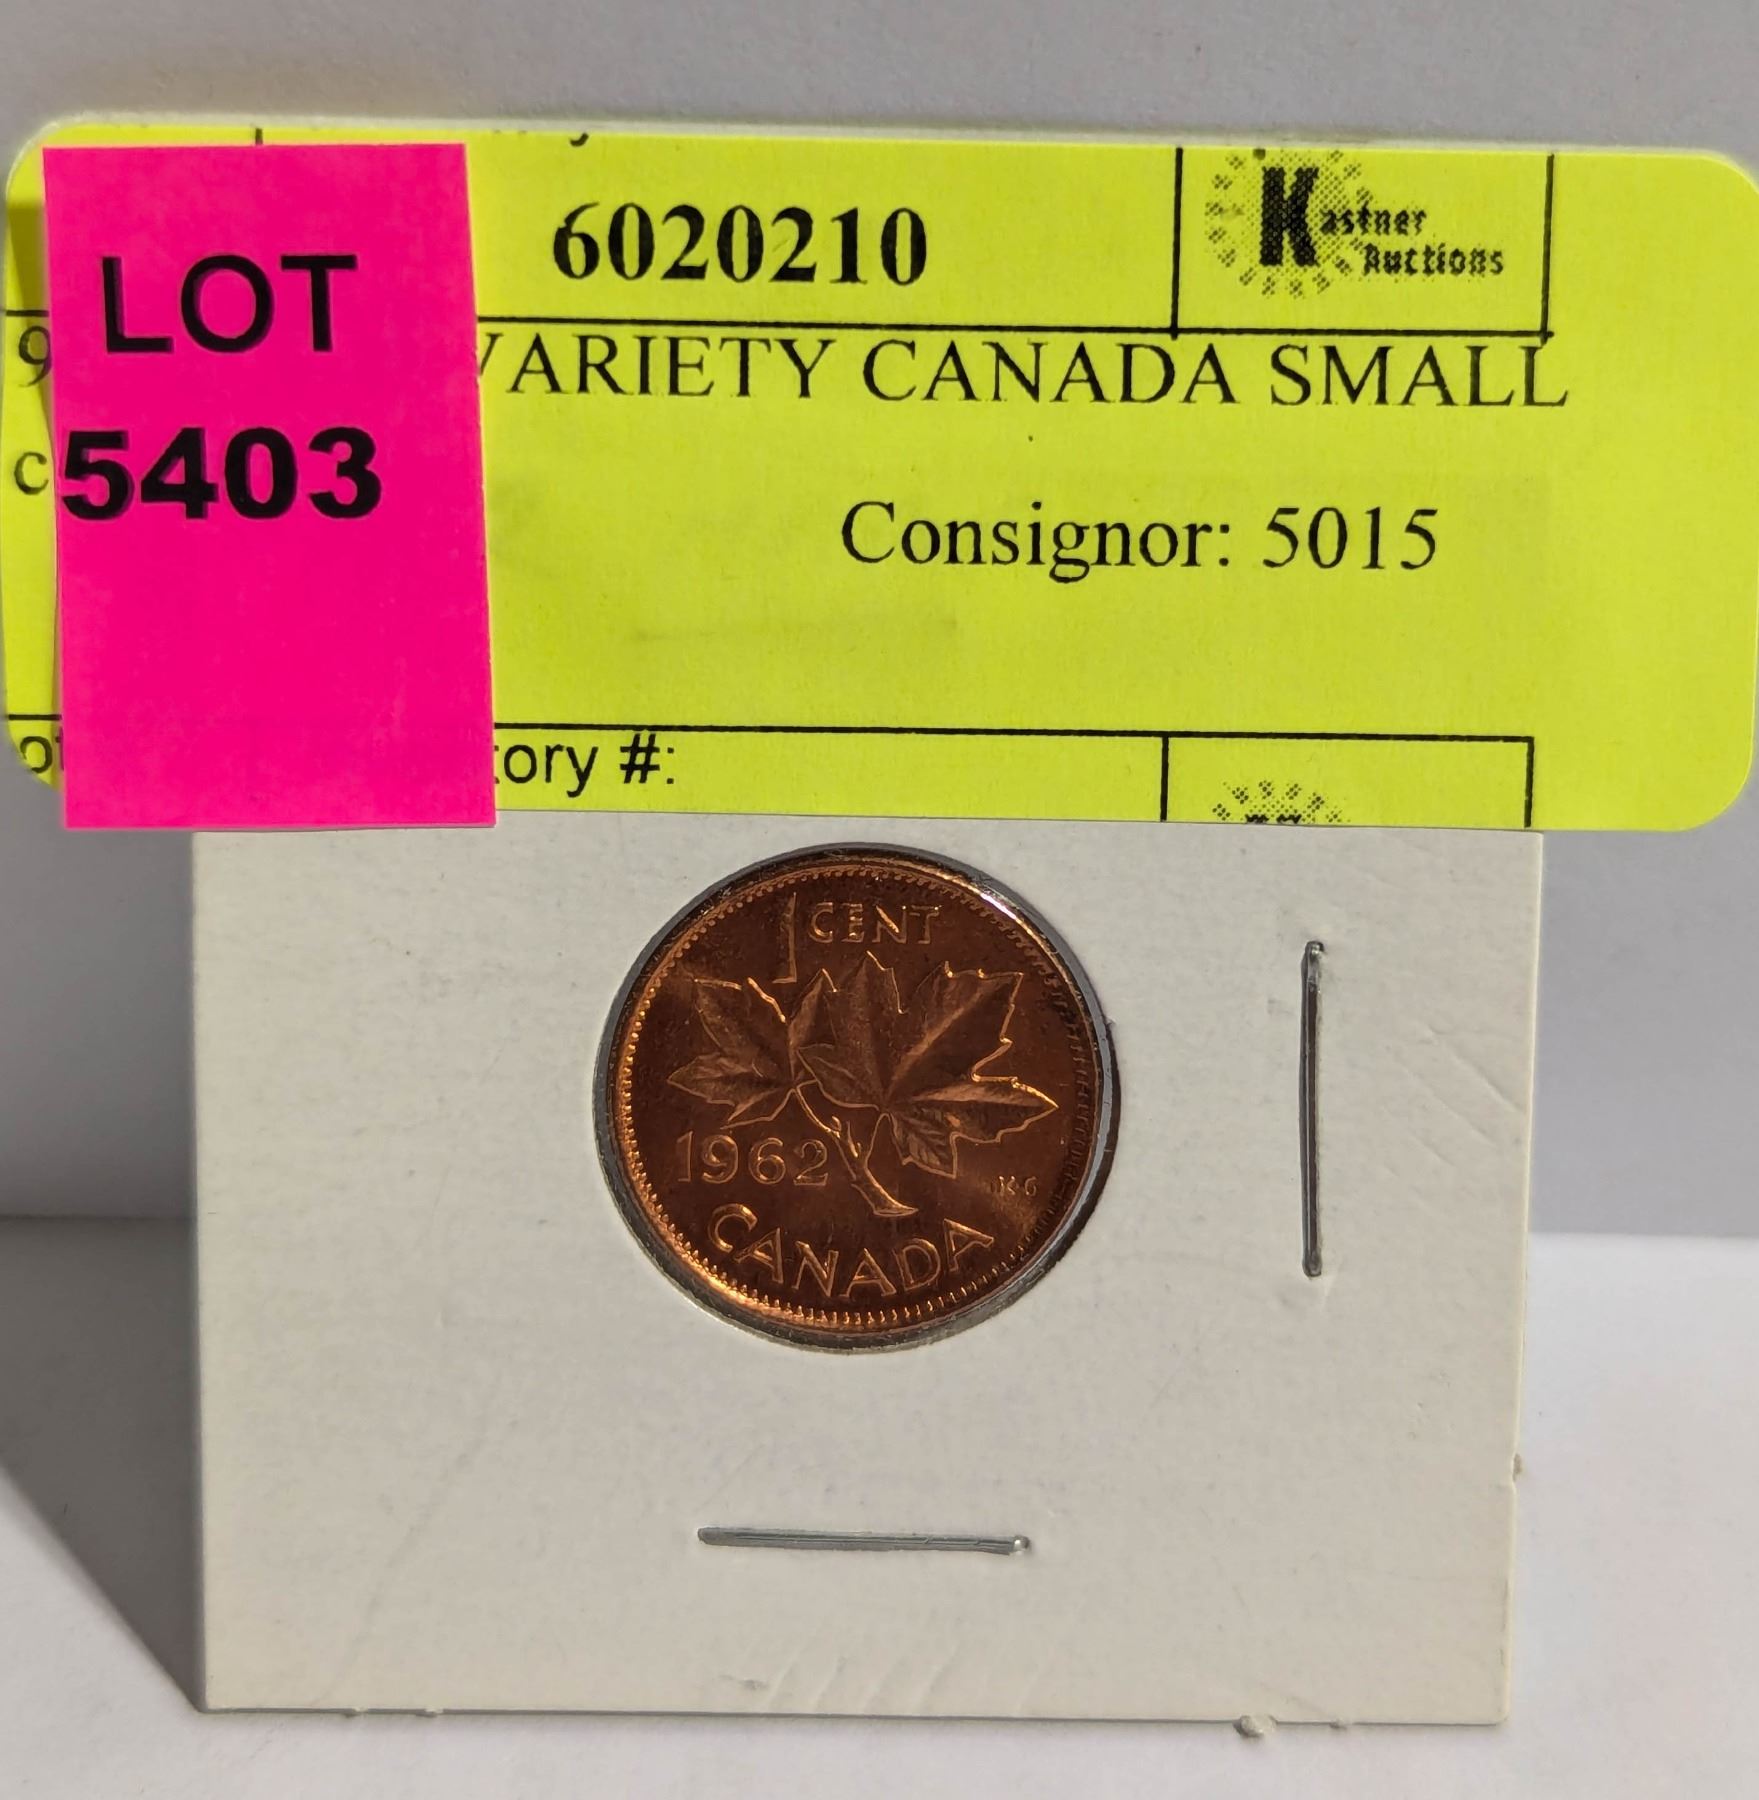 LOT
5403
6020210
Kastner
Auctions
VARIETY CANADA SMALL
Consignor: 5015
tory #:
1 CENT
1962
K·G
CANADA